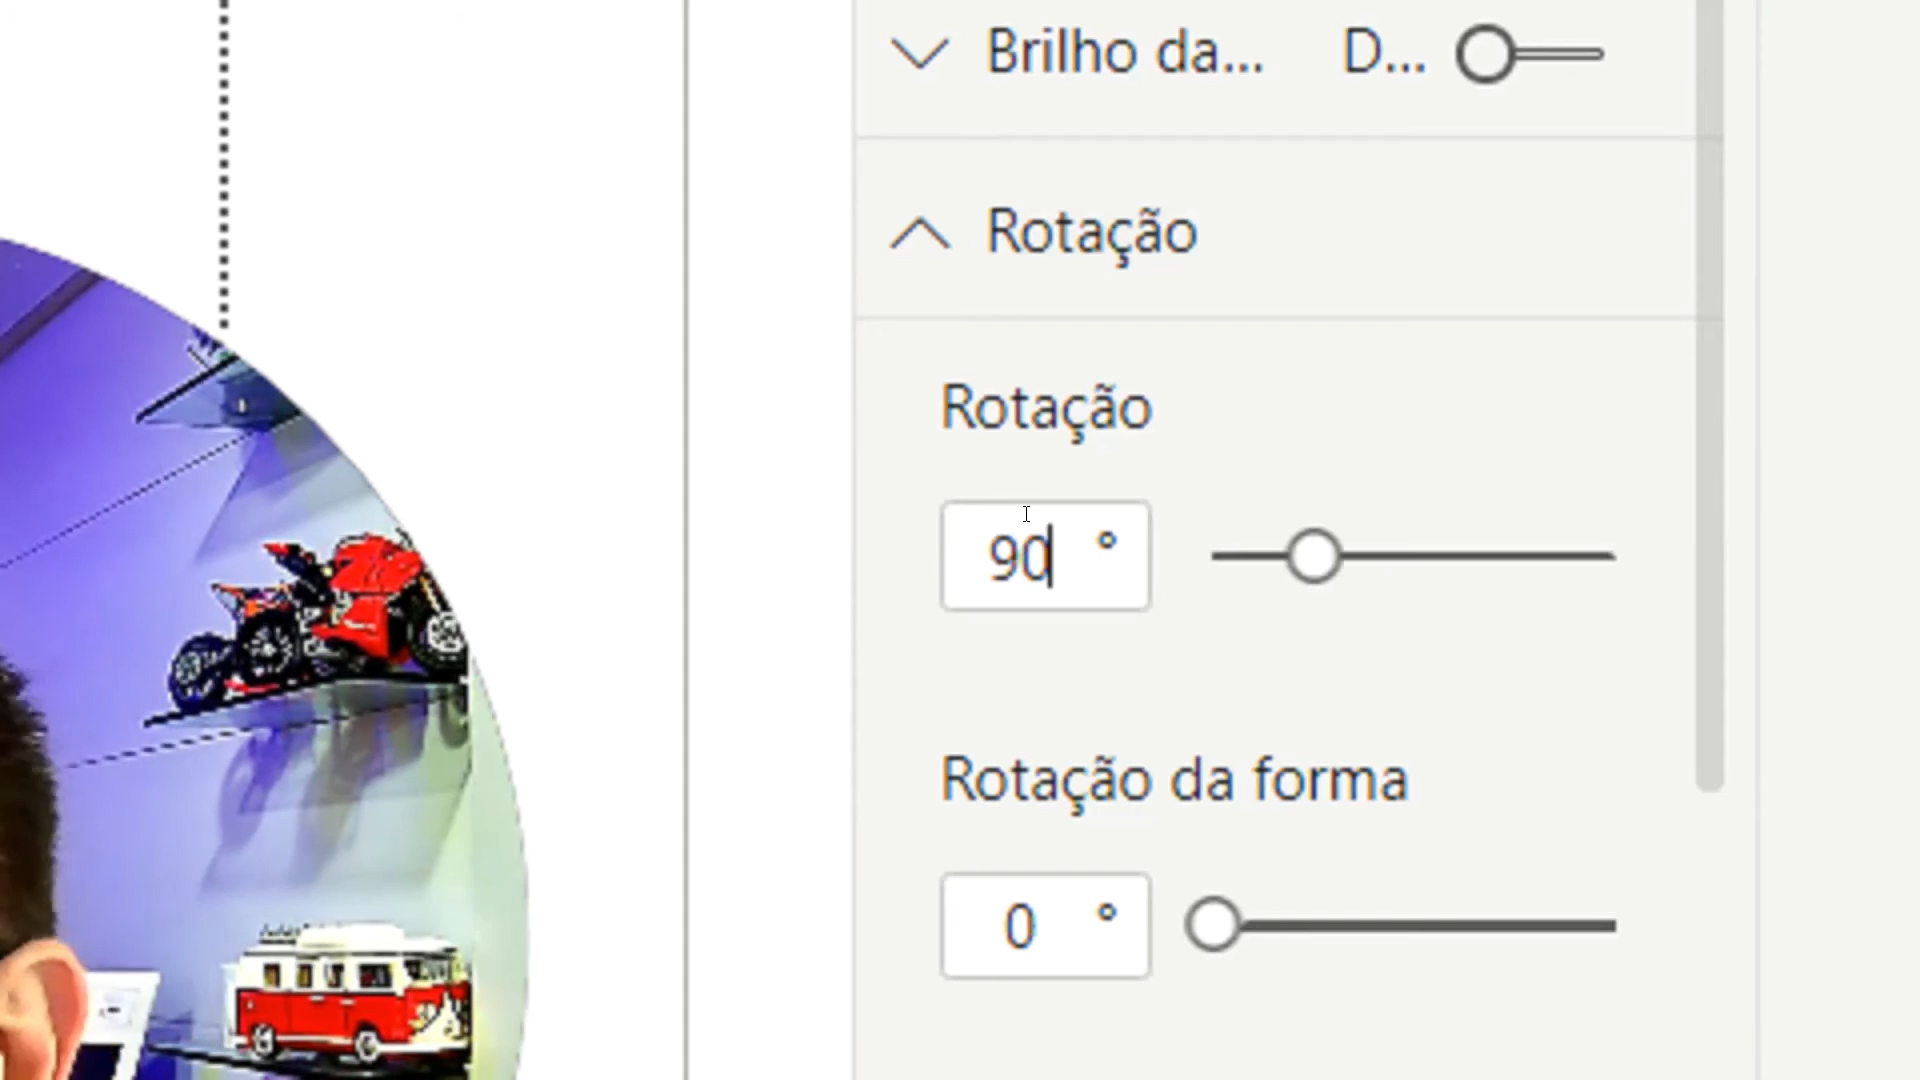 Brilho da... D...
Rotação
Rotação
90 °
Rotação da forma
0 °